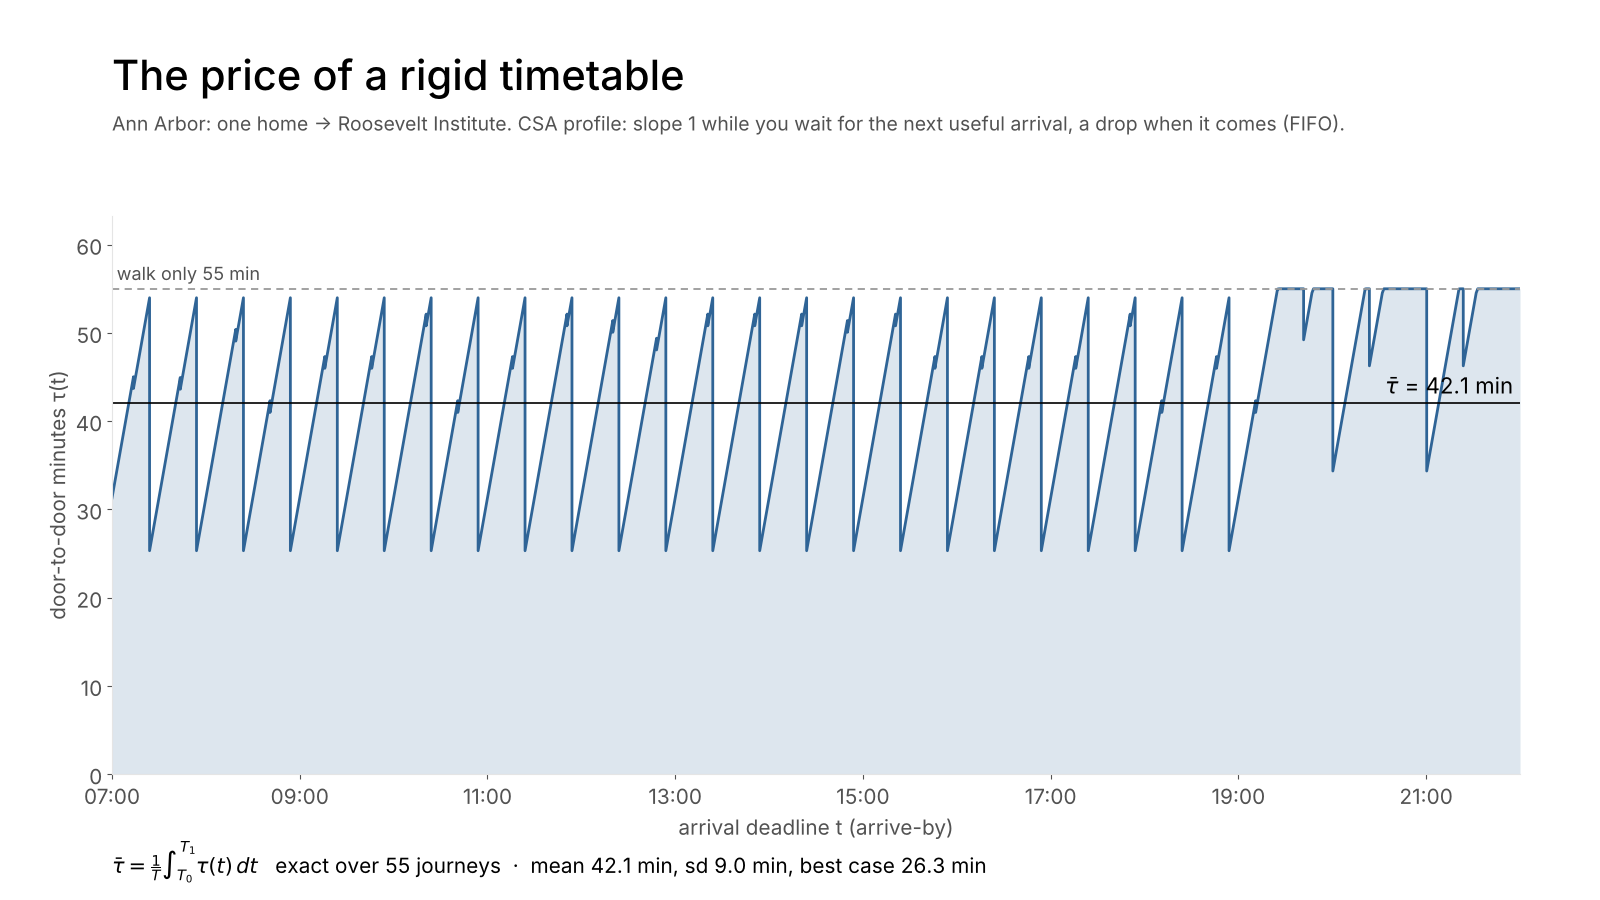 The price of a rigid timetable
Ann Arbor: one home → Roosevelt Institute. CSA profile: slope 1 while you wait for the next useful arrival, a drop when it comes (FIFO).
60
walk only 55 min
50
τ̄ = 42.1 min
40
30
20
10
0
door-to-door minutes τ(t)
07:00 09:00 11:00 13:00 15:00 17:00 19:00 21:00
arrival deadline t (arrive-by)
τ̄ = 1/T ∫_{T₀}^{T₁} τ(t) dt exact over 55 journeys · mean 42.1 min, sd 9.0 min, best case 26.3 min